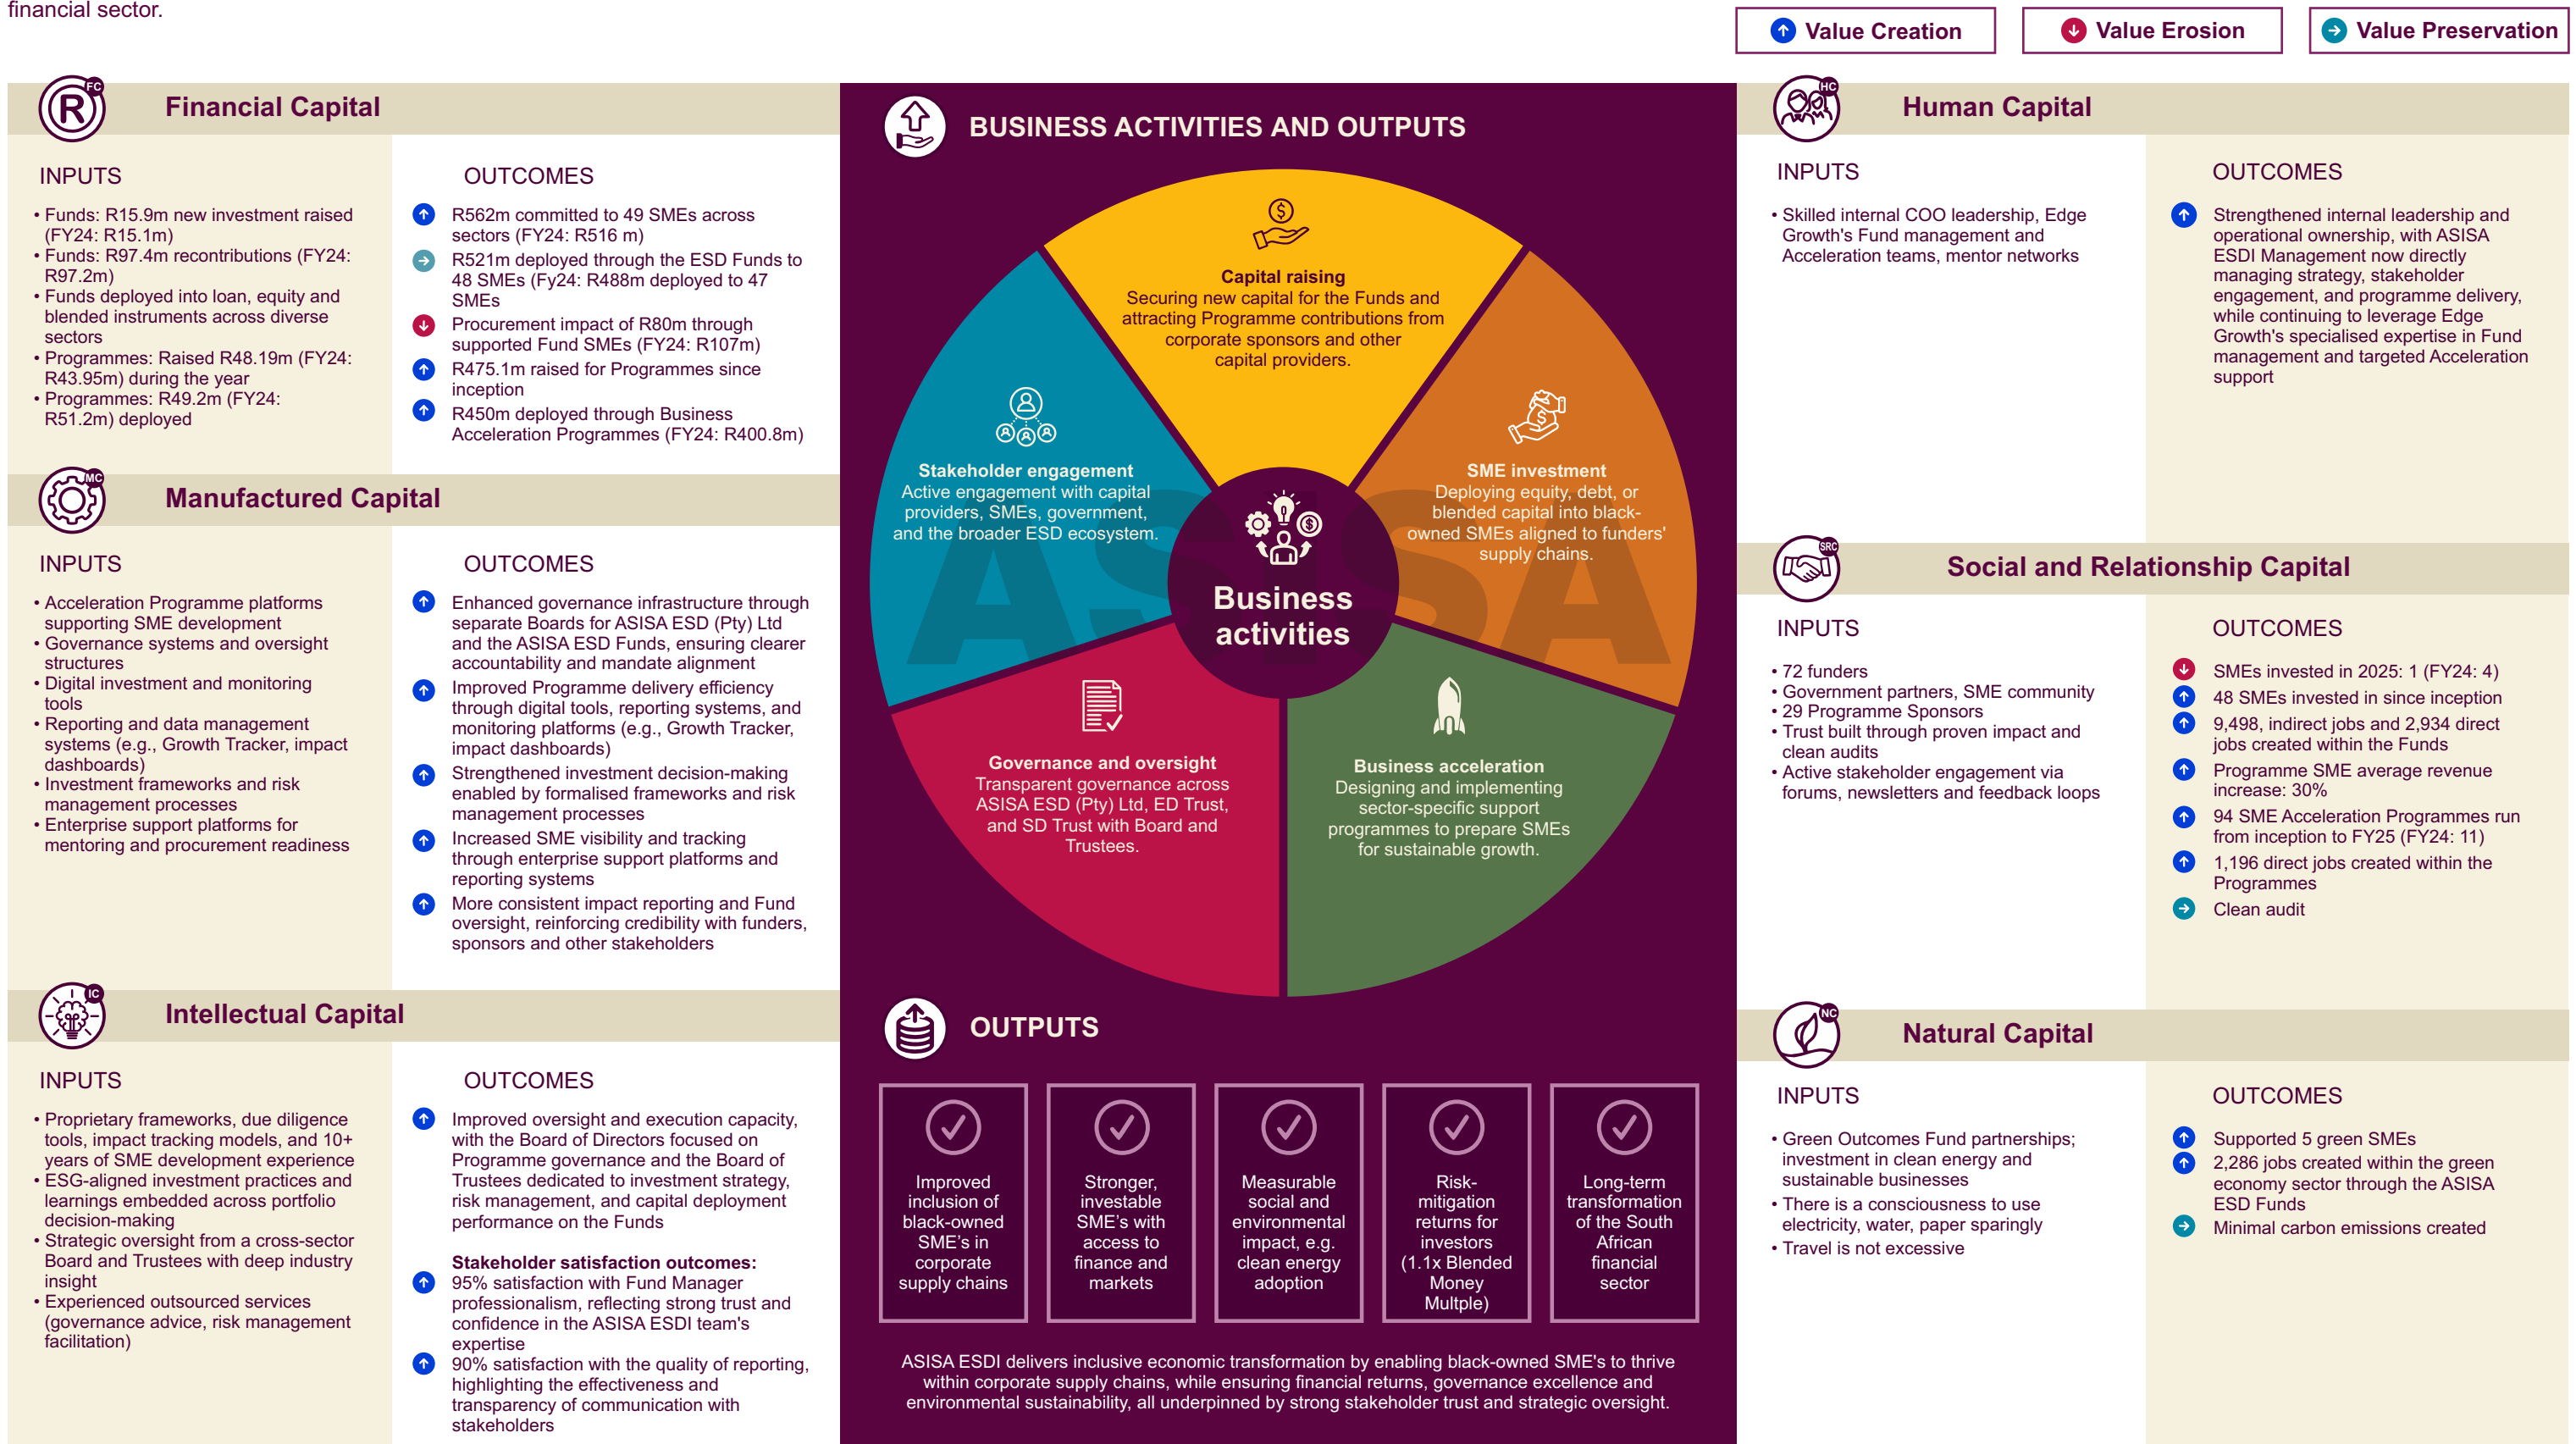 financial sector.
Value Creation
Value Erosion
Value Preservation
FC
Financial Capital
INPUTS
• Funds: R15.9m new investment raised
(FY24: R15.1m)
• Funds: R97.4m recontributions (FY24:
R97.2m)
• Funds deployed into loan, equity and
blended instruments across diverse
sectors
• Programmes: Raised R48.19m (FY24:
R43.95m) during the year
• Programmes: R49.2m (FY24:
R51.2m) deployed
OUTCOMES
R562m committed to 49 SMEs across
sectors (FY24: R516 m)
R521m deployed through the ESD Funds to
48 SMEs (Fy24: R488m deployed to 47
SMEs
Procurement impact of R80m through
supported Fund SMEs (FY24: R107m)
R475.1m raised for Programmes since
inception
R450m deployed through Business
Acceleration Programmes (FY24: R400.8m)
MC
Manufactured Capital
INPUTS
• Acceleration Programme platforms
supporting SME development
• Governance systems and oversight
structures
• Digital investment and monitoring
tools
• Reporting and data management
systems (e.g., Growth Tracker, impact
dashboards)
• Investment frameworks and risk
management processes
• Enterprise support platforms for
mentoring and procurement readiness
OUTCOMES
Enhanced governance infrastructure through
separate Boards for ASISA ESD (Pty) Ltd
and the ASISA ESD Funds, ensuring clearer
accountability and mandate alignment
Improved Programme delivery efficiency
through digital tools, reporting systems, and
monitoring platforms (e.g., Growth Tracker,
impact dashboards)
Strengthened investment decision-making
enabled by formalised frameworks and risk
management processes
Increased SME visibility and tracking
through enterprise support platforms and
reporting systems
More consistent impact reporting and Fund
oversight, reinforcing credibility with funders,
sponsors and other stakeholders
IC
Intellectual Capital
INPUTS
• Proprietary frameworks, due diligence
tools, impact tracking models, and 10+
years of SME development experience
• ESG-aligned investment practices and
learnings embedded across portfolio
decision-making
• Strategic oversight from a cross-sector
Board and Trustees with deep industry
insight
• Experienced outsourced services
(governance advice, risk management
facilitation)
OUTCOMES
Improved oversight and execution capacity,
with the Board of Directors focused on
Programme governance and the Board of
Trustees dedicated to investment strategy,
risk management, and capital deployment
performance on the Funds
Stakeholder satisfaction outcomes:
95% satisfaction with Fund Manager
professionalism, reflecting strong trust and
confidence in the ASISA ESDI team's
expertise
90% satisfaction with the quality of reporting,
highlighting the effectiveness and
transparency of communication with
stakeholders
BUSINESS ACTIVITIES AND OUTPUTS
Capital raising
Securing new capital for the Funds and
attracting Programme contributions from
corporate sponsors and other
capital providers.
Stakeholder engagement
Active engagement with capital
providers, SMEs, government,
and the broader ESD ecosystem.
SME investment
Deploying equity, debt, or
blended capital into black-
owned SMEs aligned to funders'
supply chains.
ASISA
Business
activities
Governance and oversight
Transparent governance across
ASISA ESD (Pty) Ltd, ED Trust,
and SD Trust with Board and
Trustees.
Business acceleration
Designing and implementing
sector-specific support
programmes to prepare SMEs
for sustainable growth.
OUTPUTS
Improved
inclusion of
black-owned
SME's in
corporate
supply chains
Stronger,
investable
SME's with
access to
finance and
markets
Measurable
social and
environmental
impact, e.g.
clean energy
adoption
Risk-
mitigation
returns for
investors
(1.1x Blended
Money
Multple)
Long-term
transformation
of the South
African
financial
sector
ASISA ESDI delivers inclusive economic transformation by enabling black-owned SME's to thrive
within corporate supply chains, while ensuring financial returns, governance excellence and
environmental sustainability, all underpinned by strong stakeholder trust and strategic oversight.
HC
Human Capital
INPUTS
• Skilled internal COO leadership, Edge
Growth's Fund management and
Acceleration teams, mentor networks
OUTCOMES
Strengthened internal leadership and
operational ownership, with ASISA
ESDI Management now directly
managing strategy, stakeholder
engagement, and programme delivery,
while continuing to leverage Edge
Growth's specialised expertise in Fund
management and targeted Acceleration
support
SRC
Social and Relationship Capital
INPUTS
• 72 funders
• Government partners, SME community
• 29 Programme Sponsors
• Trust built through proven impact and
clean audits
• Active stakeholder engagement via
forums, newsletters and feedback loops
OUTCOMES
SMEs invested in 2025: 1 (FY24: 4)
48 SMEs invested in since inception
9,498, indirect jobs and 2,934 direct
jobs created within the Funds
Programme SME average revenue
increase: 30%
94 SME Acceleration Programmes run
from inception to FY25 (FY24: 11)
1,196 direct jobs created within the
Programmes
Clean audit
NC
Natural Capital
INPUTS
• Green Outcomes Fund partnerships;
investment in clean energy and
sustainable businesses
• There is a consciousness to use
electricity, water, paper sparingly
• Travel is not excessive
OUTCOMES
Supported 5 green SMEs
2,286 jobs created within the green
economy sector through the ASISA
ESD Funds
Minimal carbon emissions created